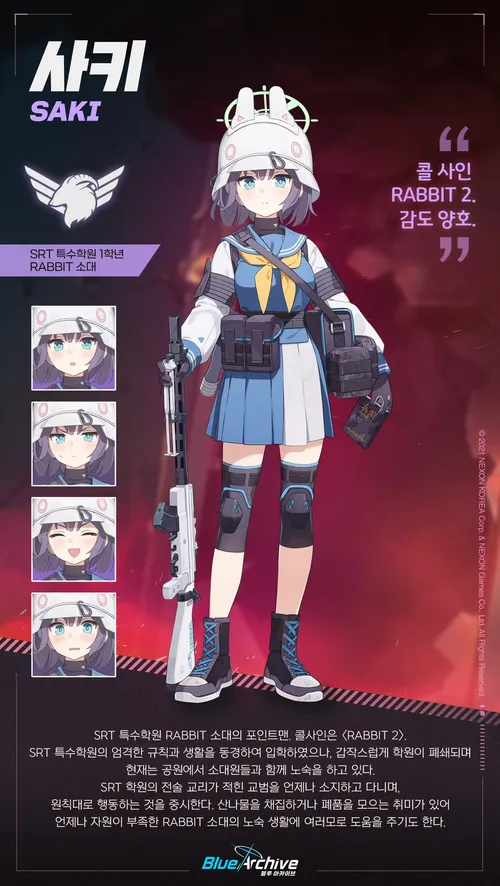 사키
SAKI
“
콜 사인
RABBIT 2.
감도 양호.
”
SRT 특수학원 1학년
RABBIT 소대
© 2021 NEXON KOREA Corp. & NEXON Games Co., Ltd. All Rights Reserved.
SRT 특수학원 RABBIT 소대의 포인트맨. 콜사인은 〈RABBIT 2〉.
SRT 특수학원의 엄격한 규칙과 생활을 동경하여 입학하였으나, 갑작스럽게 학원이 폐쇄되며
현재는 공원에서 소대원들과 함께 노숙을 하고 있다.
SRT 학원의 전술 교리가 적힌 교범을 언제나 소지하고 다니며,
원칙대로 행동하는 것을 중시한다. 산나물을 채집하거나 폐품을 모으는 취미가 있어
언제나 자원이 부족한 RABBIT 소대의 노숙 생활에 여러모로 도움을 주기도 한다.
Blue Archive
블루 아카이브